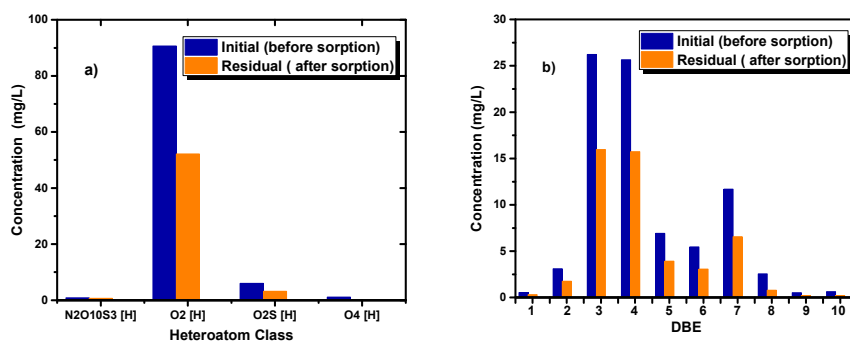 a)
Initial (before sorption)
Residual ( after sorption)
Concentration (mg/L)
100
80
60
40
20
0
N2O10S3 [H] O2 [H] O2S [H] O4 [H]
Heteroatom Class
b)
Initial (before sorption)
Residual ( after sorption)
Concentration (mg/L)
30
25
20
15
10
5
0
1 2 3 4 5 6 7 8 9 10
DBE